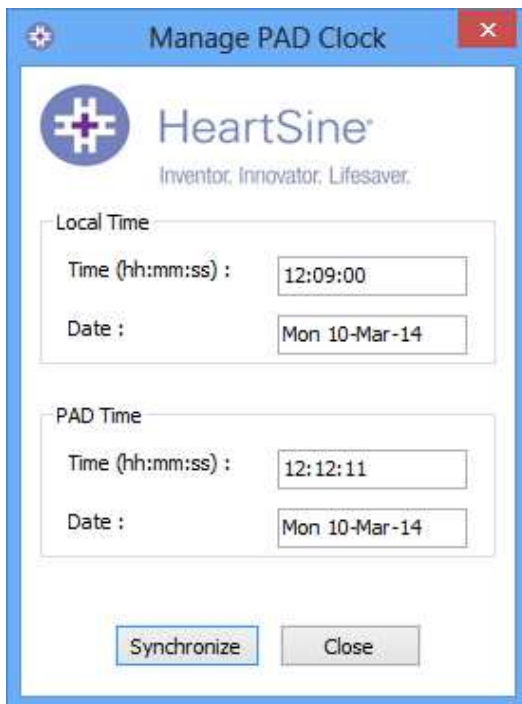 Manage PAD Clock
HeartSine®
Inventor. Innovator. Lifesaver.
Local Time
Time (hh:mm:ss) : 12:09:00
Date : Mon 10-Mar-14
PAD Time
Time (hh:mm:ss) : 12:12:11
Date : Mon 10-Mar-14
Synchronize Close